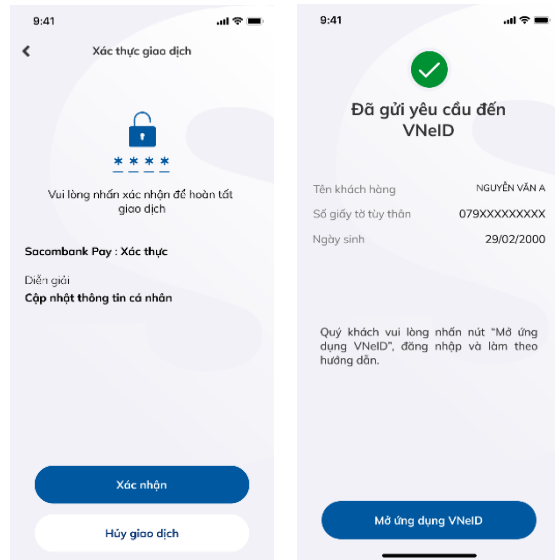 9:41
Xác thực giao dịch
* * * *
Vui lòng nhấn xác nhận để hoàn tất
giao dịch
Sacombank Pay : Xác thực
Diễn giải
Cập nhật thông tin cá nhân
Xác nhận
Hủy giao dịch
9:41
Đã gửi yêu cầu đến
VNeID
Tên khách hàng NGUYỄN VĂN A
Số giấy tờ tùy thân 079XXXXXXXXX
Ngày sinh 29/02/2000
Quý khách vui lòng nhấn nút “Mở ứng
dụng VNeID”, đăng nhập và làm theo
hướng dẫn.
Mở ứng dụng VNeID